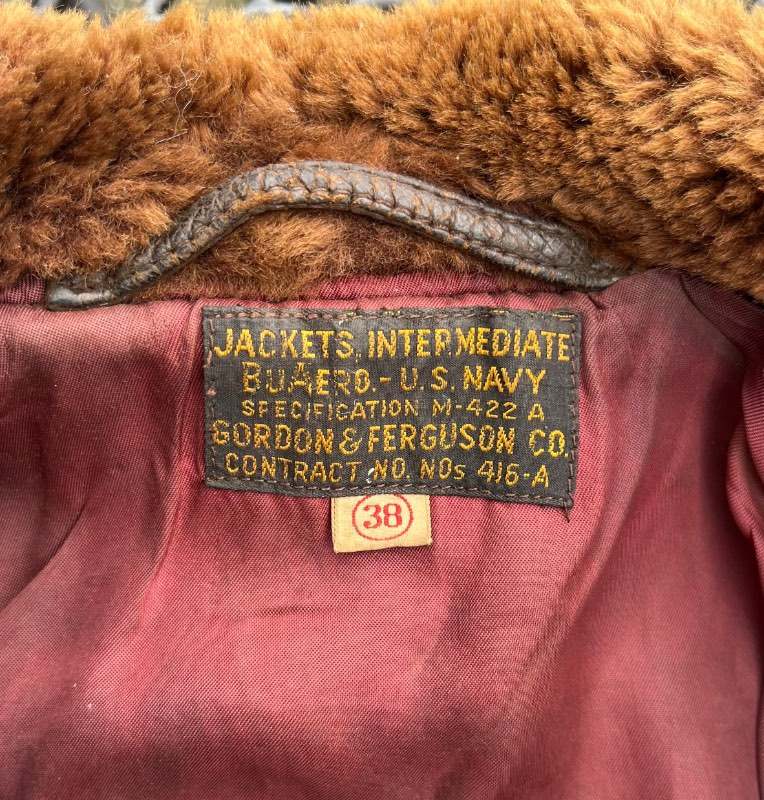 JACKETS, INTERMEDIATE
BUAERO.-U.S. NAVY
SPECIFICATION M-422 A
GORDON & FERGUSON CO.
CONTRACT NO. NOs 416-A
38